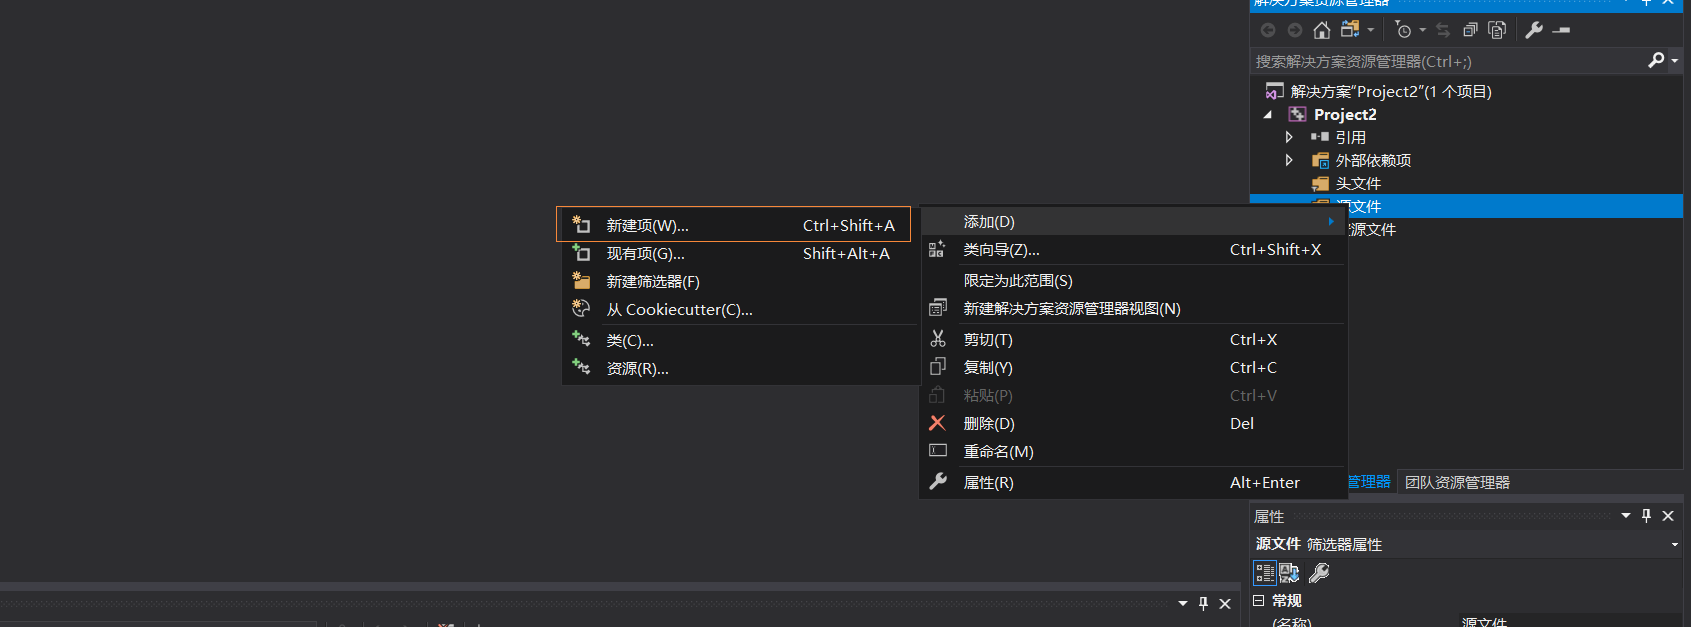 解决方案资源管理器
搜索解决方案资源管理器(Ctrl+;)
解决方案"Project2"(1 个项目)
Project2
引用
外部依赖项
头文件
源文件
资源文件
新建项(W)... Ctrl+Shift+A
现有项(G)... Shift+Alt+A
新建筛选器(F)
从 Cookiecutter(C)...
类(C)...
资源(R)...
添加(D)
类向导(Z)... Ctrl+Shift+X
限定为此范围(S)
新建解决方案资源管理器视图(N)
剪切(T) Ctrl+X
复制(Y) Ctrl+C
粘贴(P) Ctrl+V
删除(D) Del
重命名(M)
属性(R) Alt+Enter
管理器 团队资源管理器
属性
源文件 筛选器属性
常规
(名称) 源文件